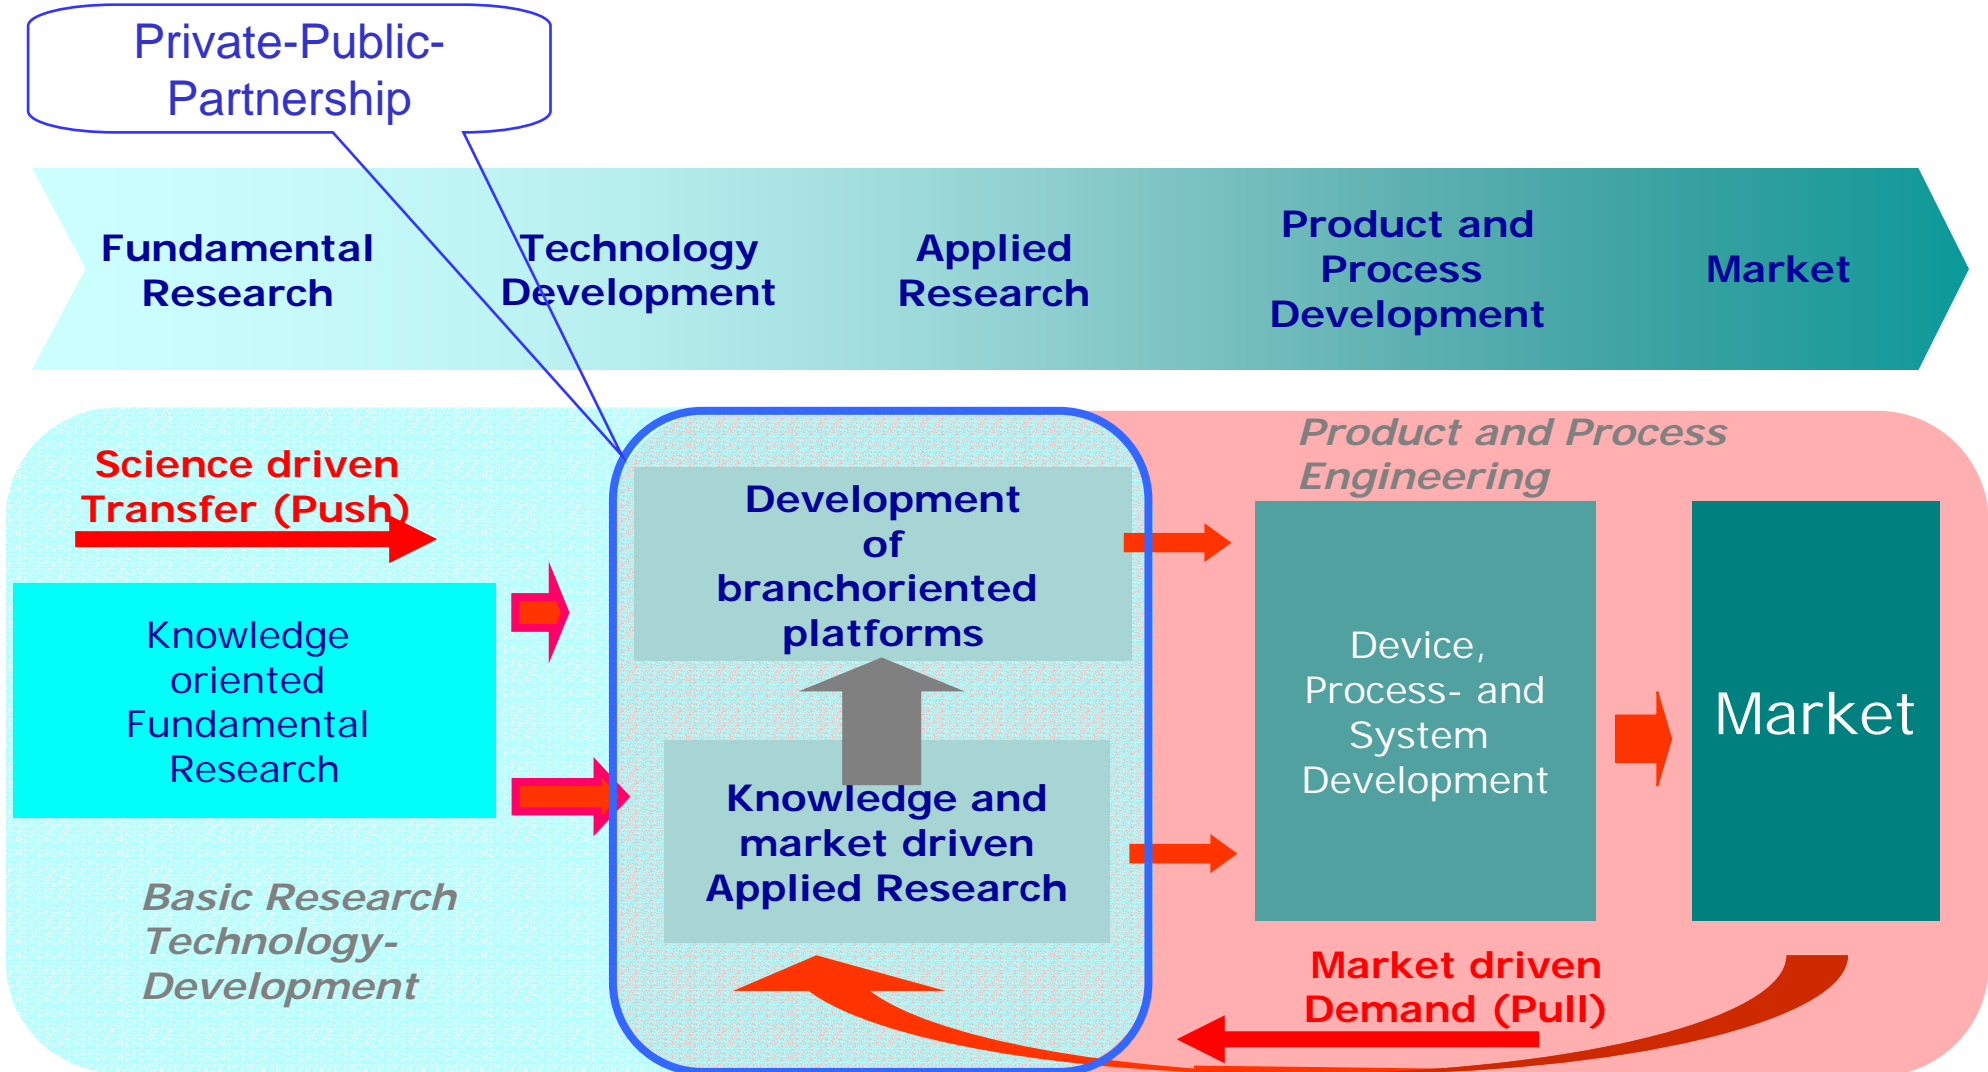 Private-Public-
Partnership
Fundamental
Research
Technology
Development
Applied
Research
Product and
Process
Development
Market
Science driven
Transfer (Push)
Knowledge
oriented
Fundamental
Research
Basic Research
Technology-
Development
Development
of
branchoriented
platforms
Knowledge and
market driven
Applied Research
Product and Process
Engineering
Device,
Process- and
System
Development
Market
Market driven
Demand (Pull)